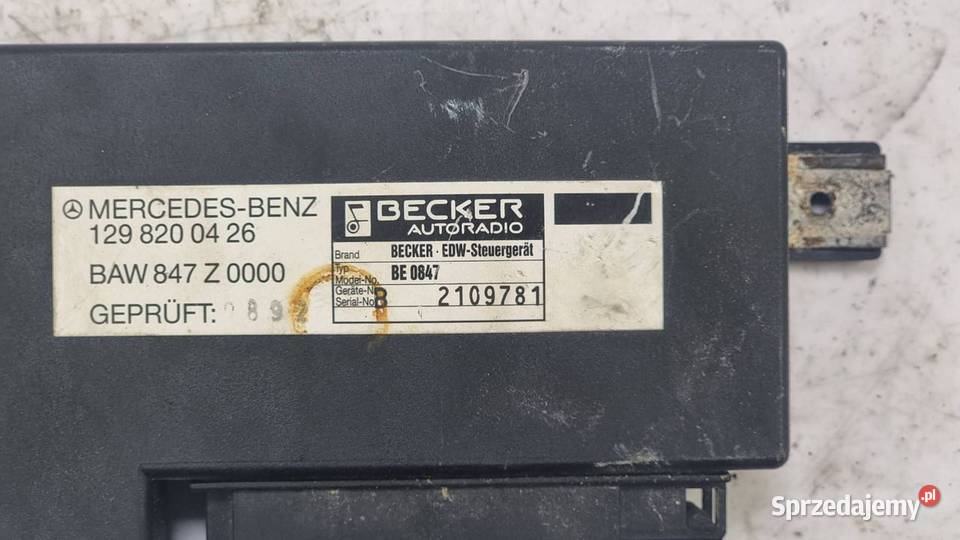 MERCEDES-BENZ
129 820 04 26
BAW 847 Z 0000
GEPRÜFT: 892
BECKER
AUTORADIO
Brand BECKER · EDW-Steuergerät
Typ BE 0847
Model-No.
Geräte-Nr.
Serial-No. B 2109781
Sprzedajemy.pl